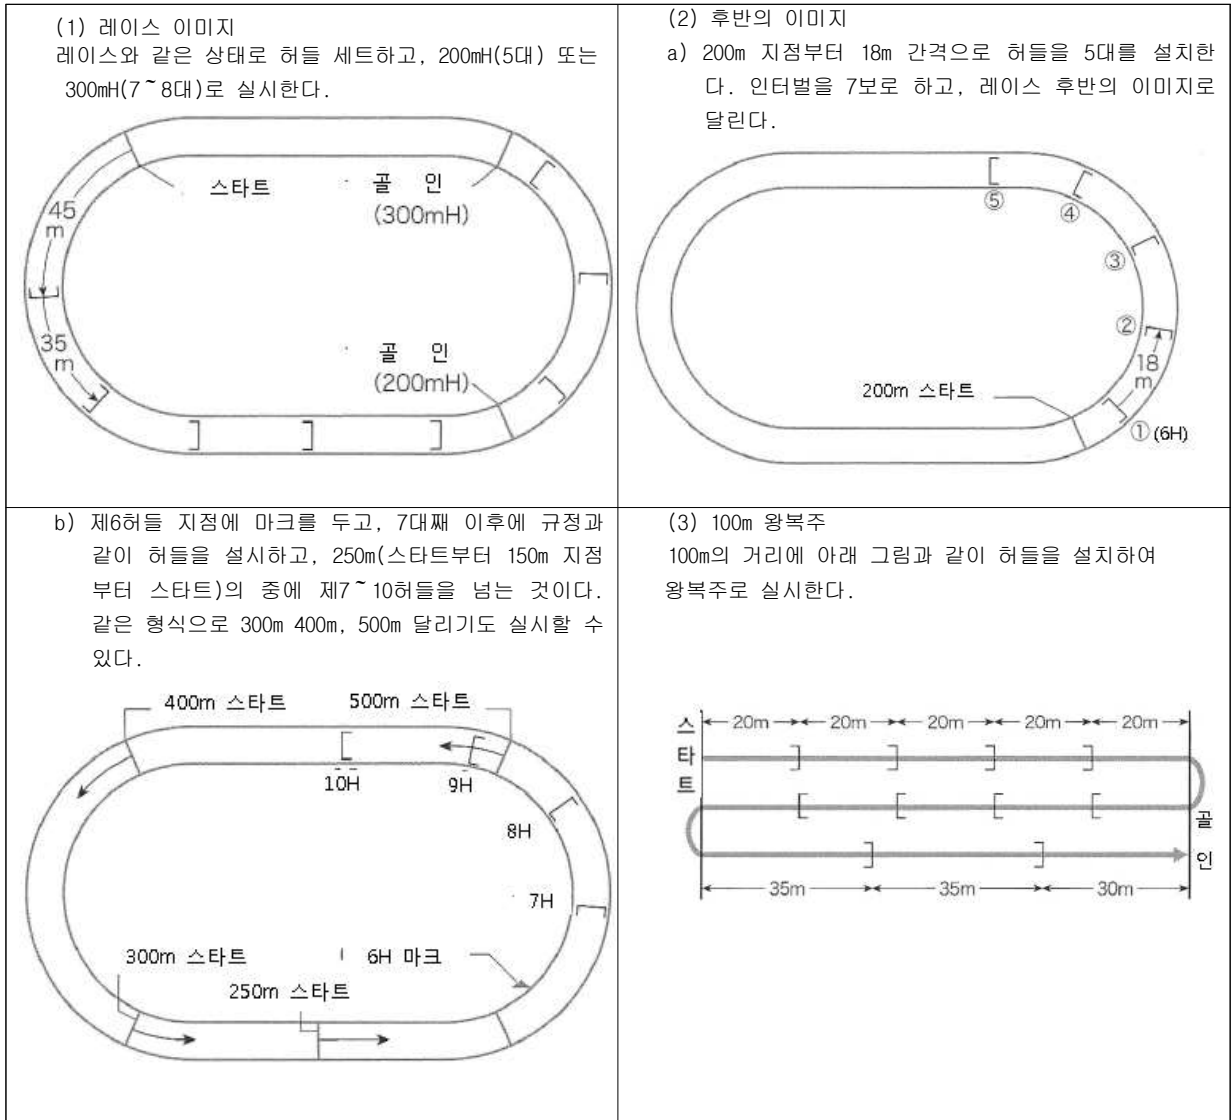 (1) 레이스 이미지
레이스와 같은 상태로 허들 세트하고, 200mH(5대) 또는
300mH(7~8대)로 실시한다.
스타트
골 인
(300mH)
45
m
35
m
골 인
(200mH)
(2) 후반의 이미지
a) 200m 지점부터 18m 간격으로 허들을 5대를 설치한
다. 인터벌을 7보로 하고, 레이스 후반의 이미지로
달린다.
⑤
④
③
②
18
m
200m 스타트
① (6H)
b) 제6허들 지점에 마크를 두고, 7대째 이후에 규정과
같이 허들을 설시하고, 250m(스타트부터 150m 지점
부터 스타트)의 중에 제7~10허들을 넘는 것이다.
같은 형식으로 300m 400m, 500m 달리기도 실시할 수
있다.
400m 스타트
500m 스타트
10H
9H
8H
7H
300m 스타트
6H 마크
250m 스타트
(3) 100m 왕복주
100m의 거리에 아래 그림과 같이 허들을 설치하여
왕복주로 실시한다.
스타트
20m 20m 20m 20m 20m
골인
35m 35m 30m